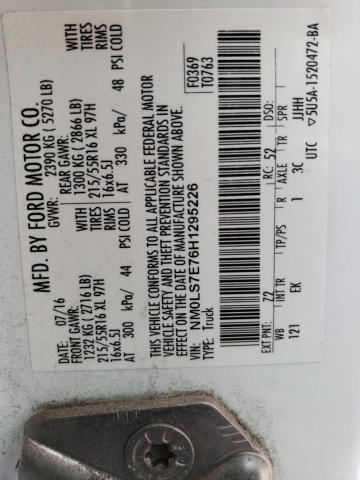 MFD. BY FORD MOTOR CO.
DATE: 07/16 GVWR: 2390 KG ( 5270 LB)
FRONT GAWR: REAR GAWR: WITH
1232 KG ( 2716 LB) 1300 KG ( 2866 LB) TIRES
215/55R16 XL 97H 215/55R16 XL 97H RIMS
16x6.5J 16x6.5J
AT 300 kPa/ 44 PSI COLD AT 330 kPa/ 48 PSI COLD
THIS VEHICLE CONFORMS TO ALL APPLICABLE FEDERAL MOTOR
VEHICLE SAFETY AND THEFT PREVENTION STANDARDS IN
EFFECT ON THE DATE OF MANUFACTURE SHOWN ABOVE.
VIN: NM0LS7E76H1295226
TYPE: Truck
F0369
T0763
EXT PNT: Z2 RC: 52 DSO:
WB INT TR TP/PS R AXLE TR SPR
121 EK 1 3C JJHH
UTC ▽5U5A-1520472-BA